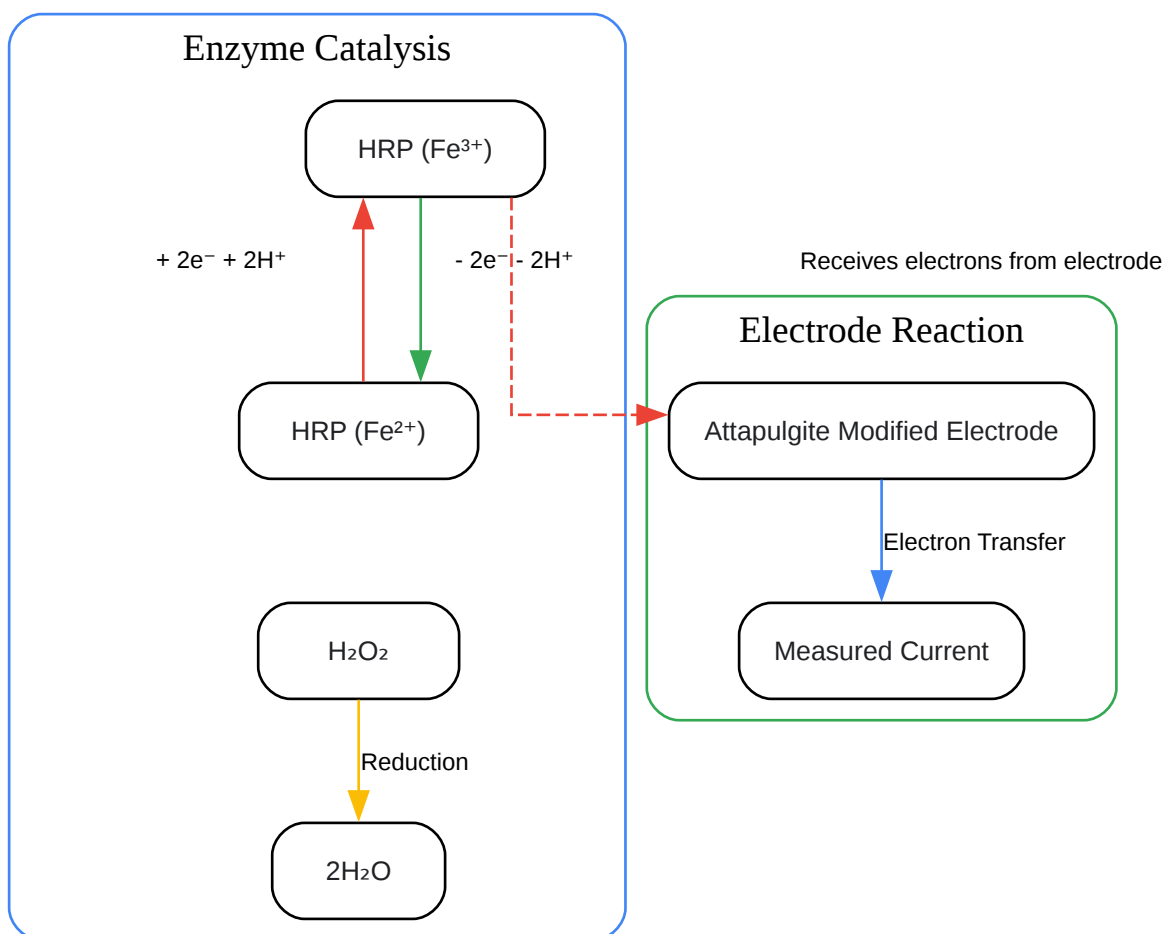 Enzyme Catalysis
HRP (Fe³⁺)
+ 2e⁻ + 2H⁺
- 2e⁻ - 2H⁺
Receives electrons from electrode
Electrode Reaction
HRP (Fe²⁺)
Attapulgite Modified Electrode
Electron Transfer
H₂O₂
Measured Current
Reduction
2H₂O